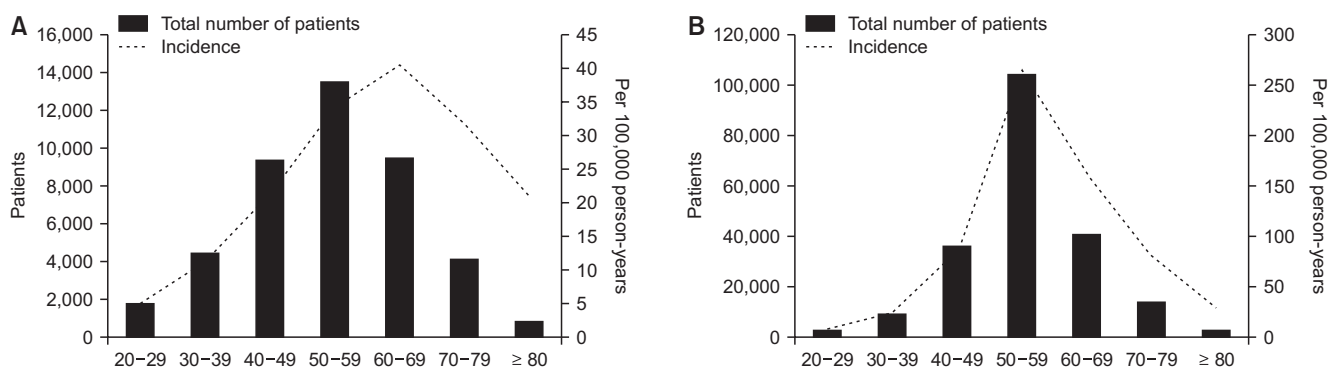 A
Total number of patients
Incidence
16,000
14,000
12,000
10,000
8,000
6,000
4,000
2,000
0
Patients
45
40
35
30
25
20
15
10
5
0
Per 100,000 person-years
20−29 30−39 40−49 50−59 60−69 70−79 ≥ 80
B
Total number of patients
Incidence
120,000
100,000
80,000
60,000
40,000
20,000
0
Patients
300
250
200
150
100
50
0
Per 100,000 person-years
20−29 30−39 40−49 50−59 60−69 70−79 ≥ 80